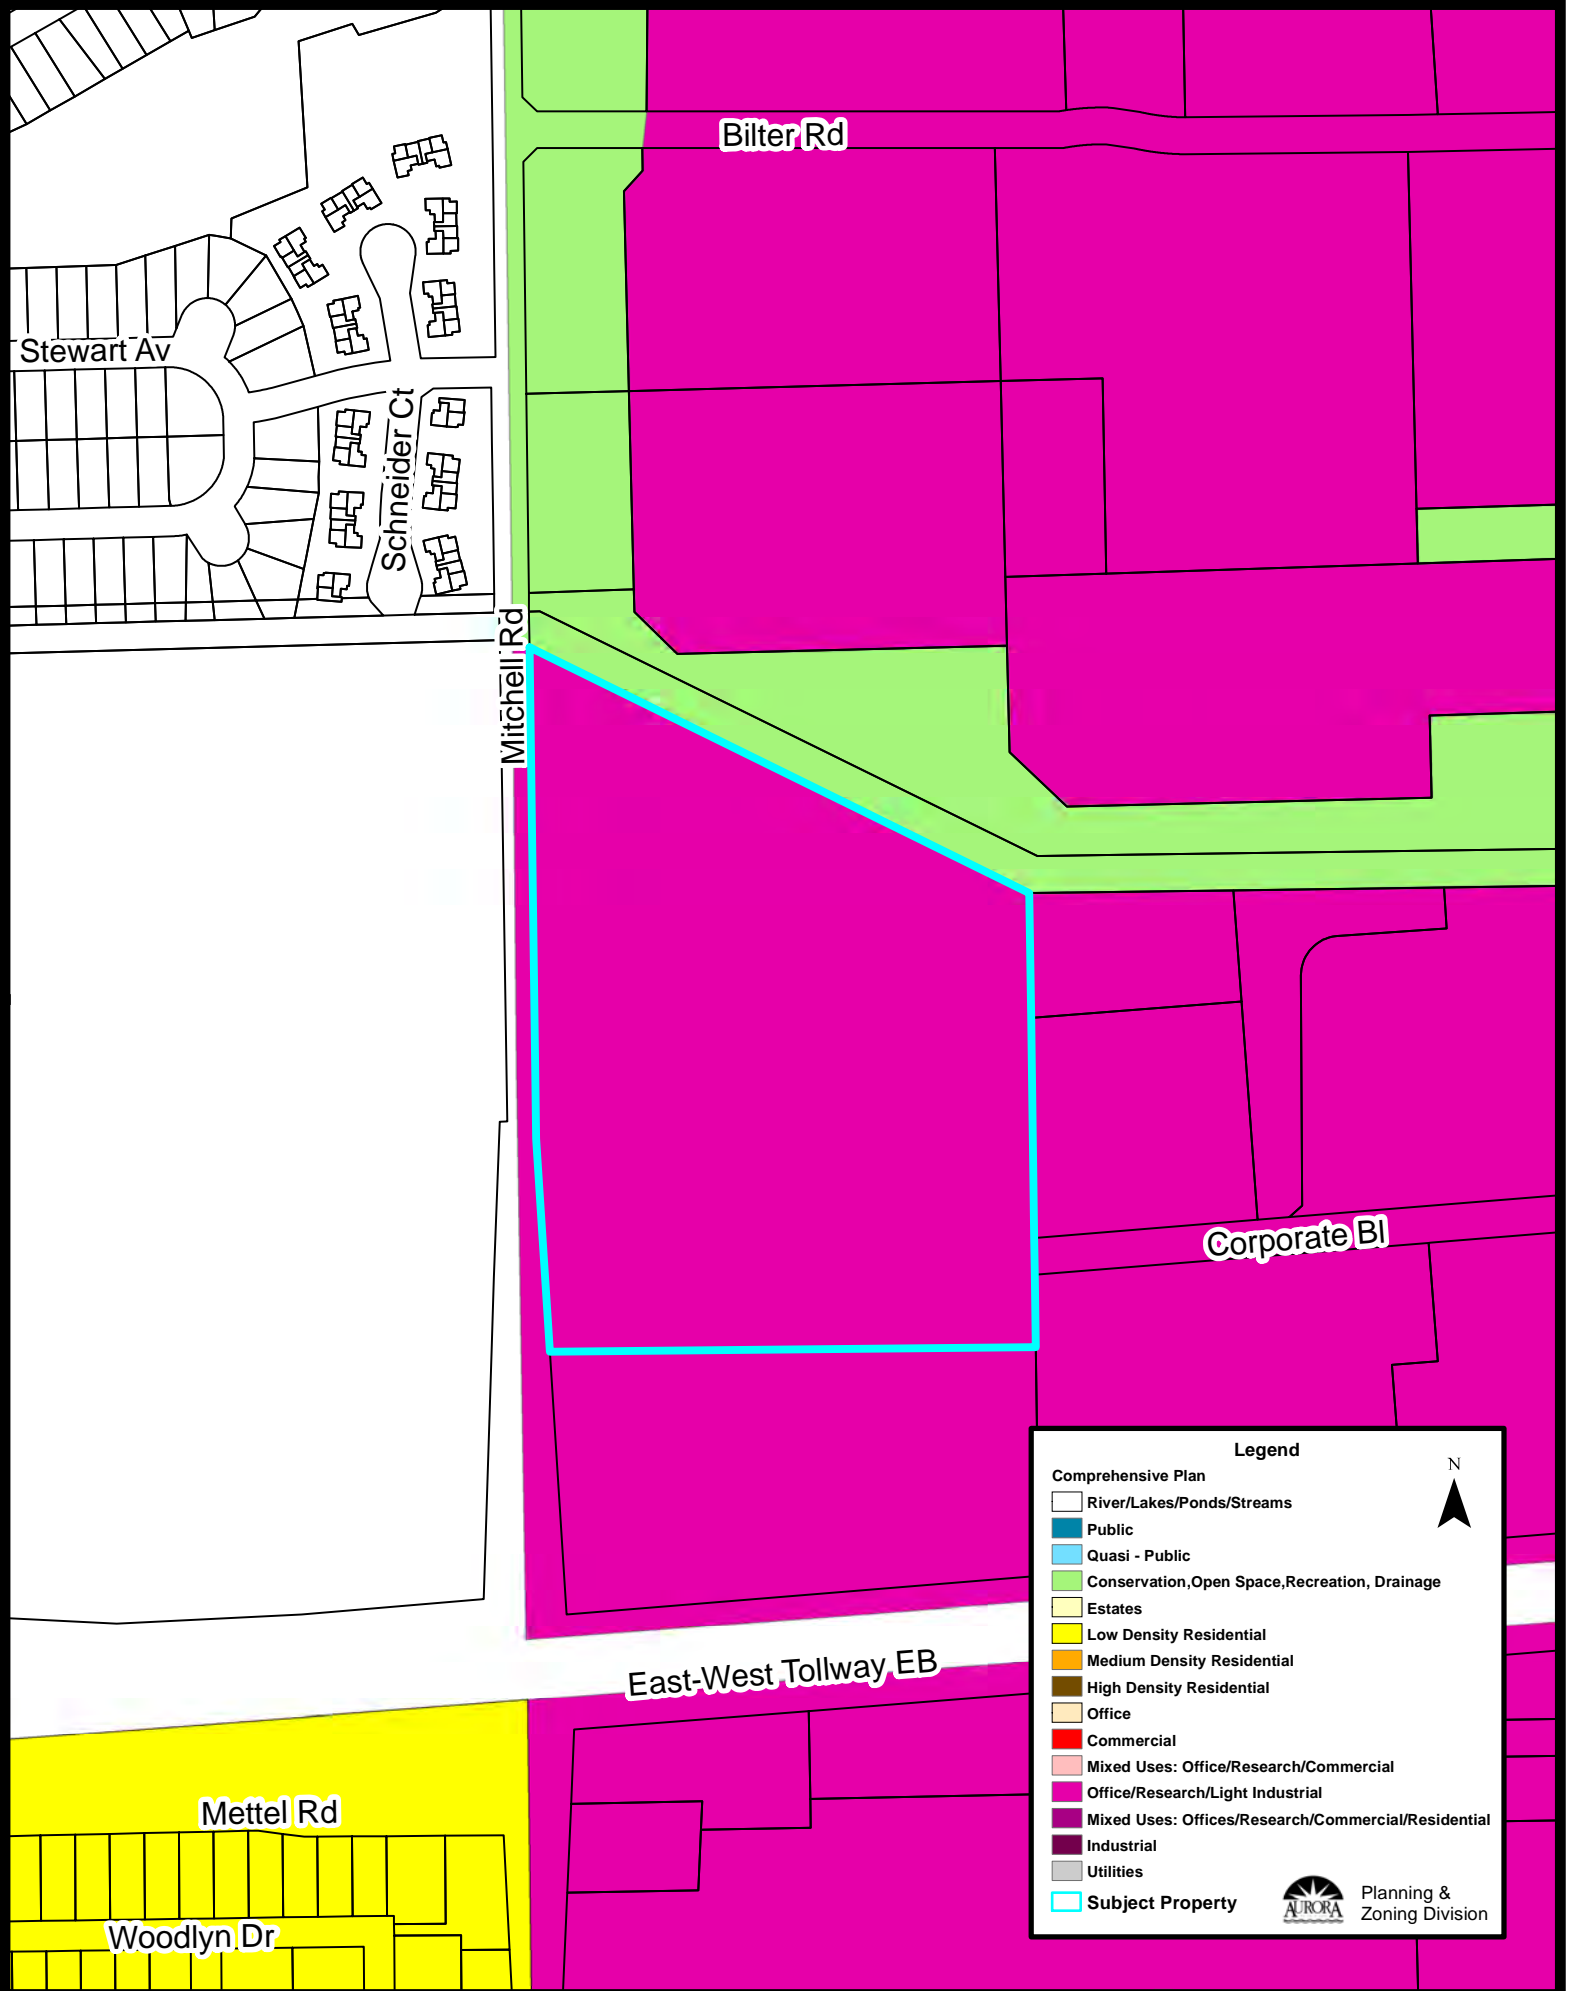 Bilter Rd
Stewart Av
Schneider Ct
Mitchell Rd
Corporate Bl
East-West Tollway EB
Mettel Rd
Woodlyn Dr
Legend
N
Comprehensive Plan
River/Lakes/Ponds/Streams
Public
Quasi - Public
Conservation,Open Space,Recreation, Drainage
Estates
Low Density Residential
Medium Density Residential
High Density Residential
Office
Commercial
Mixed Uses: Office/Research/Commercial
Office/Research/Light Industrial
Mixed Uses: Offices/Research/Commercial/Residential
Industrial
Utilities
Subject Property
AURORA
Planning &
Zoning Division